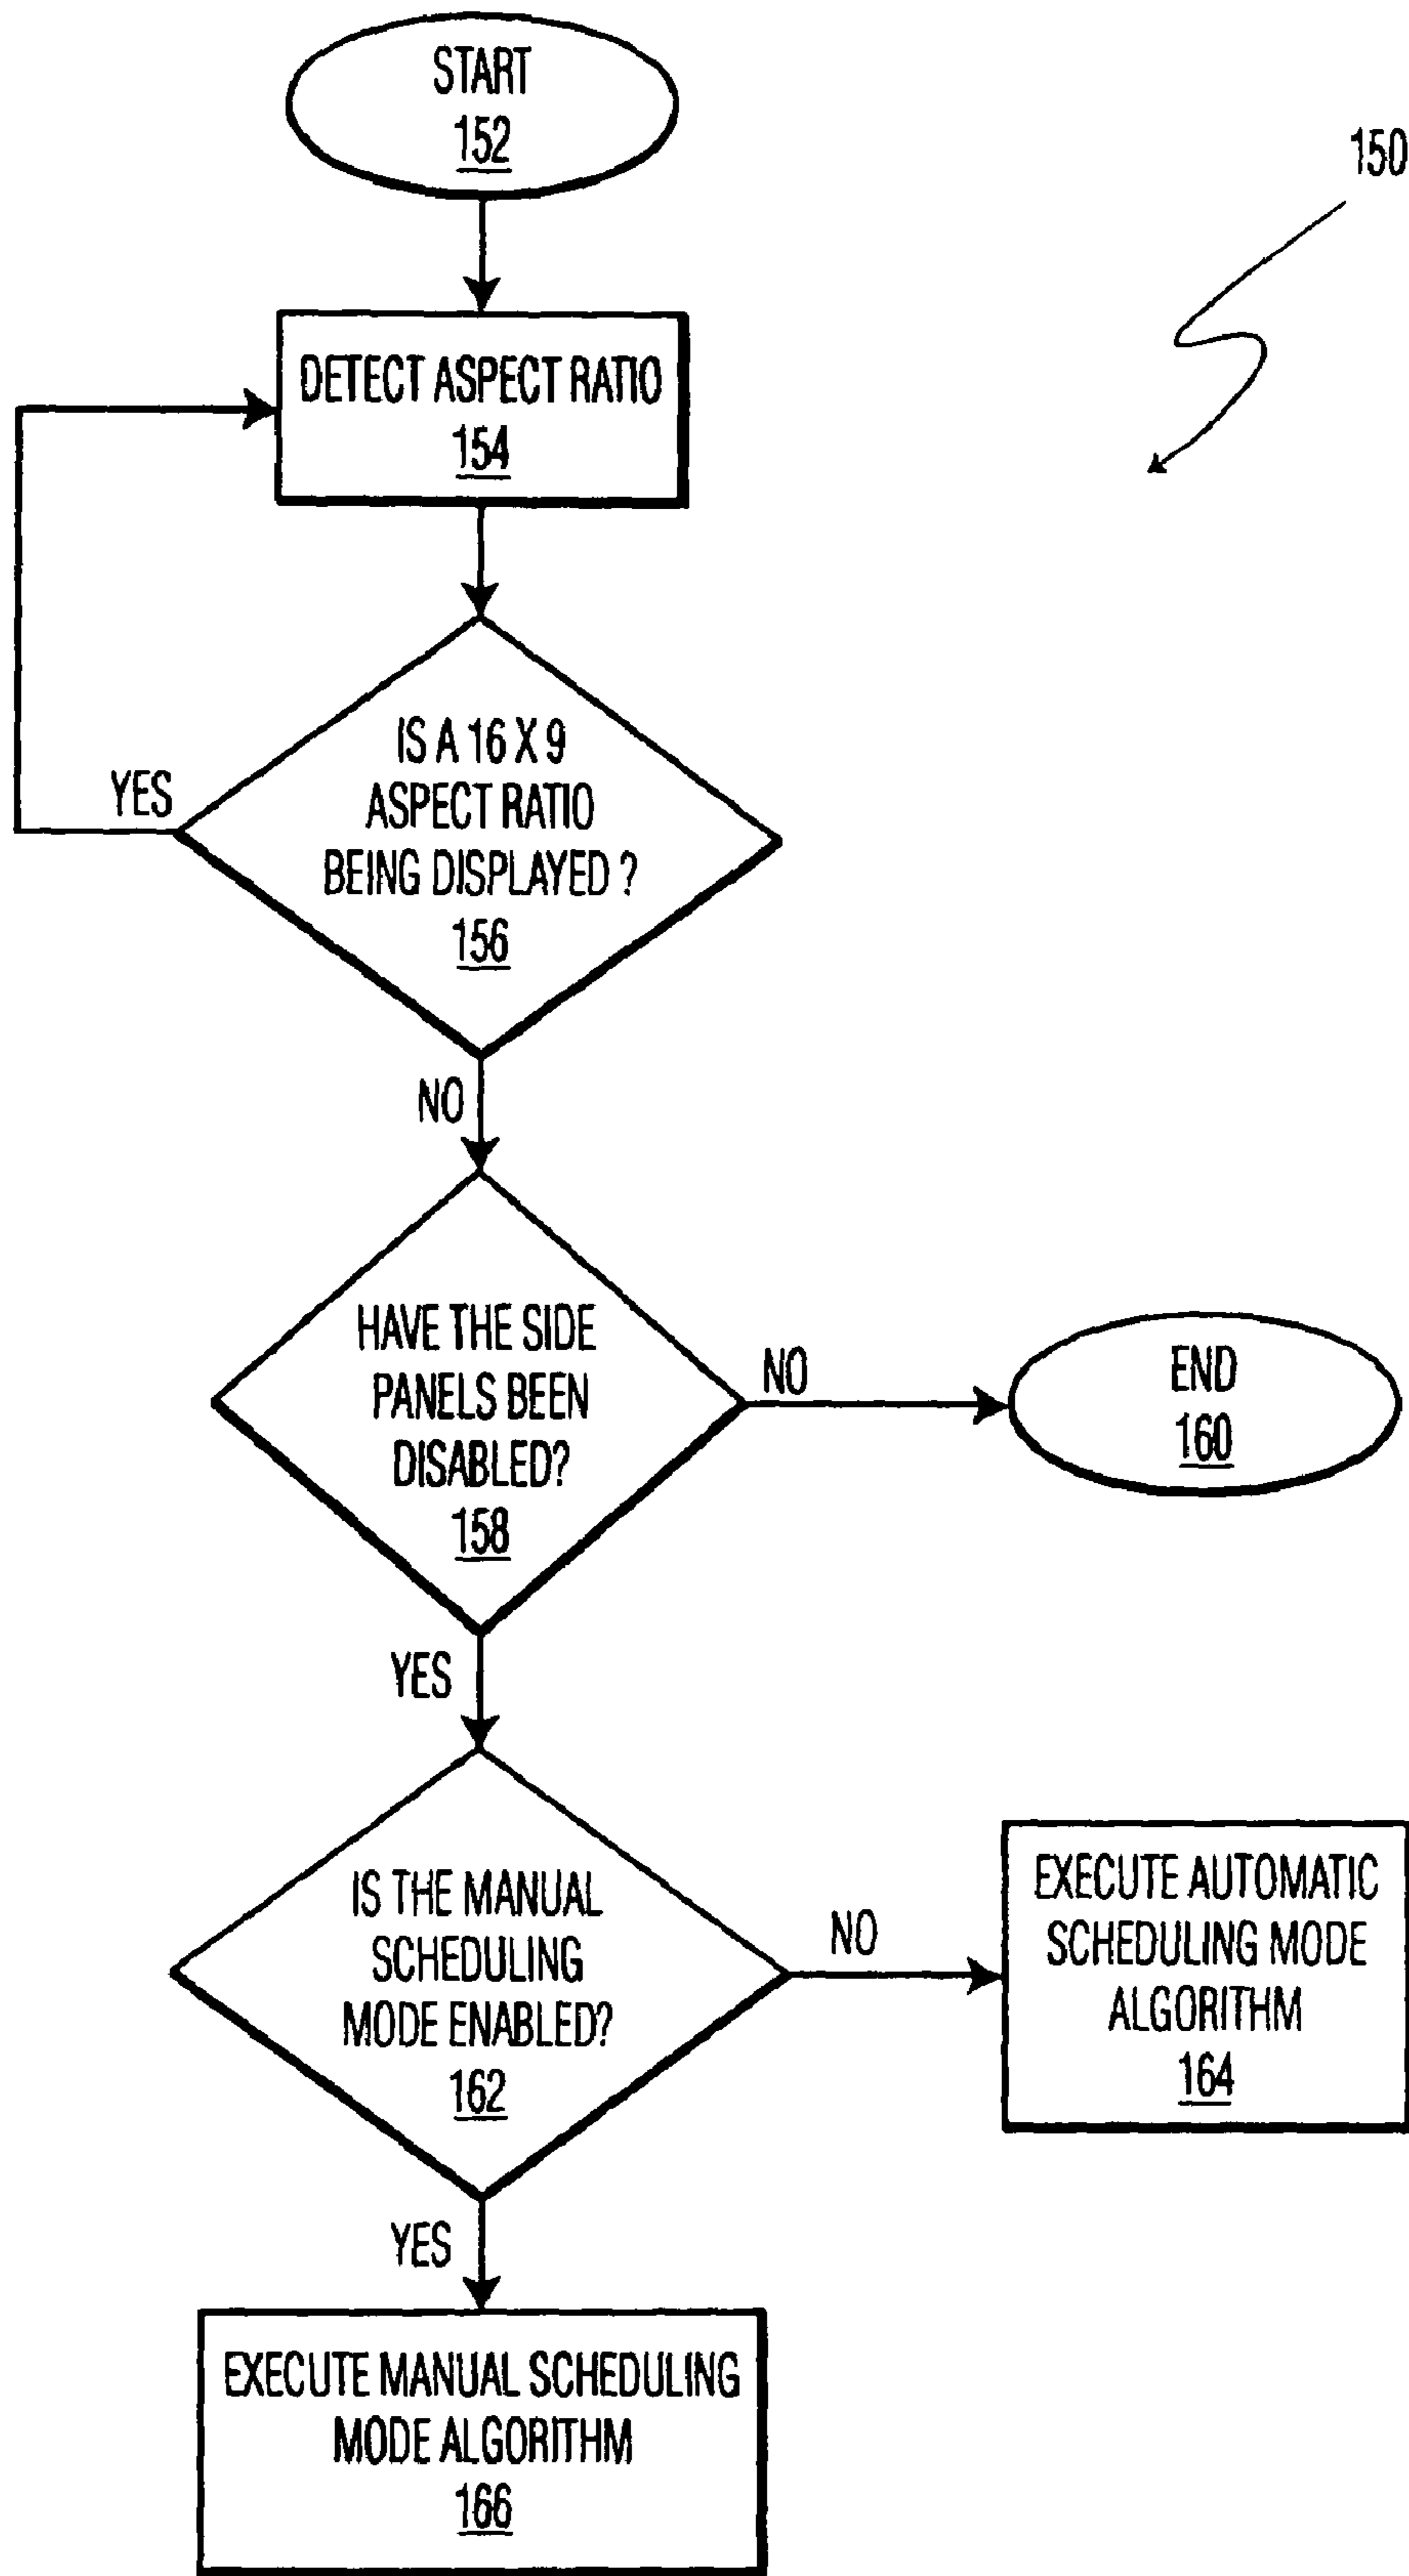 START
152
150
DETECT ASPECT RATIO
154
IS A 16 X 9
ASPECT RATIO
BEING DISPLAYED ?
156
YES
NO
HAVE THE SIDE
PANELS BEEN
DISABLED?
158
NO
END
160
YES
IS THE MANUAL
SCHEDULING
MODE ENABLED?
162
NO
EXECUTE AUTOMATIC
SCHEDULING MODE
ALGORITHM
164
YES
EXECUTE MANUAL SCHEDULING
MODE ALGORITHM
166